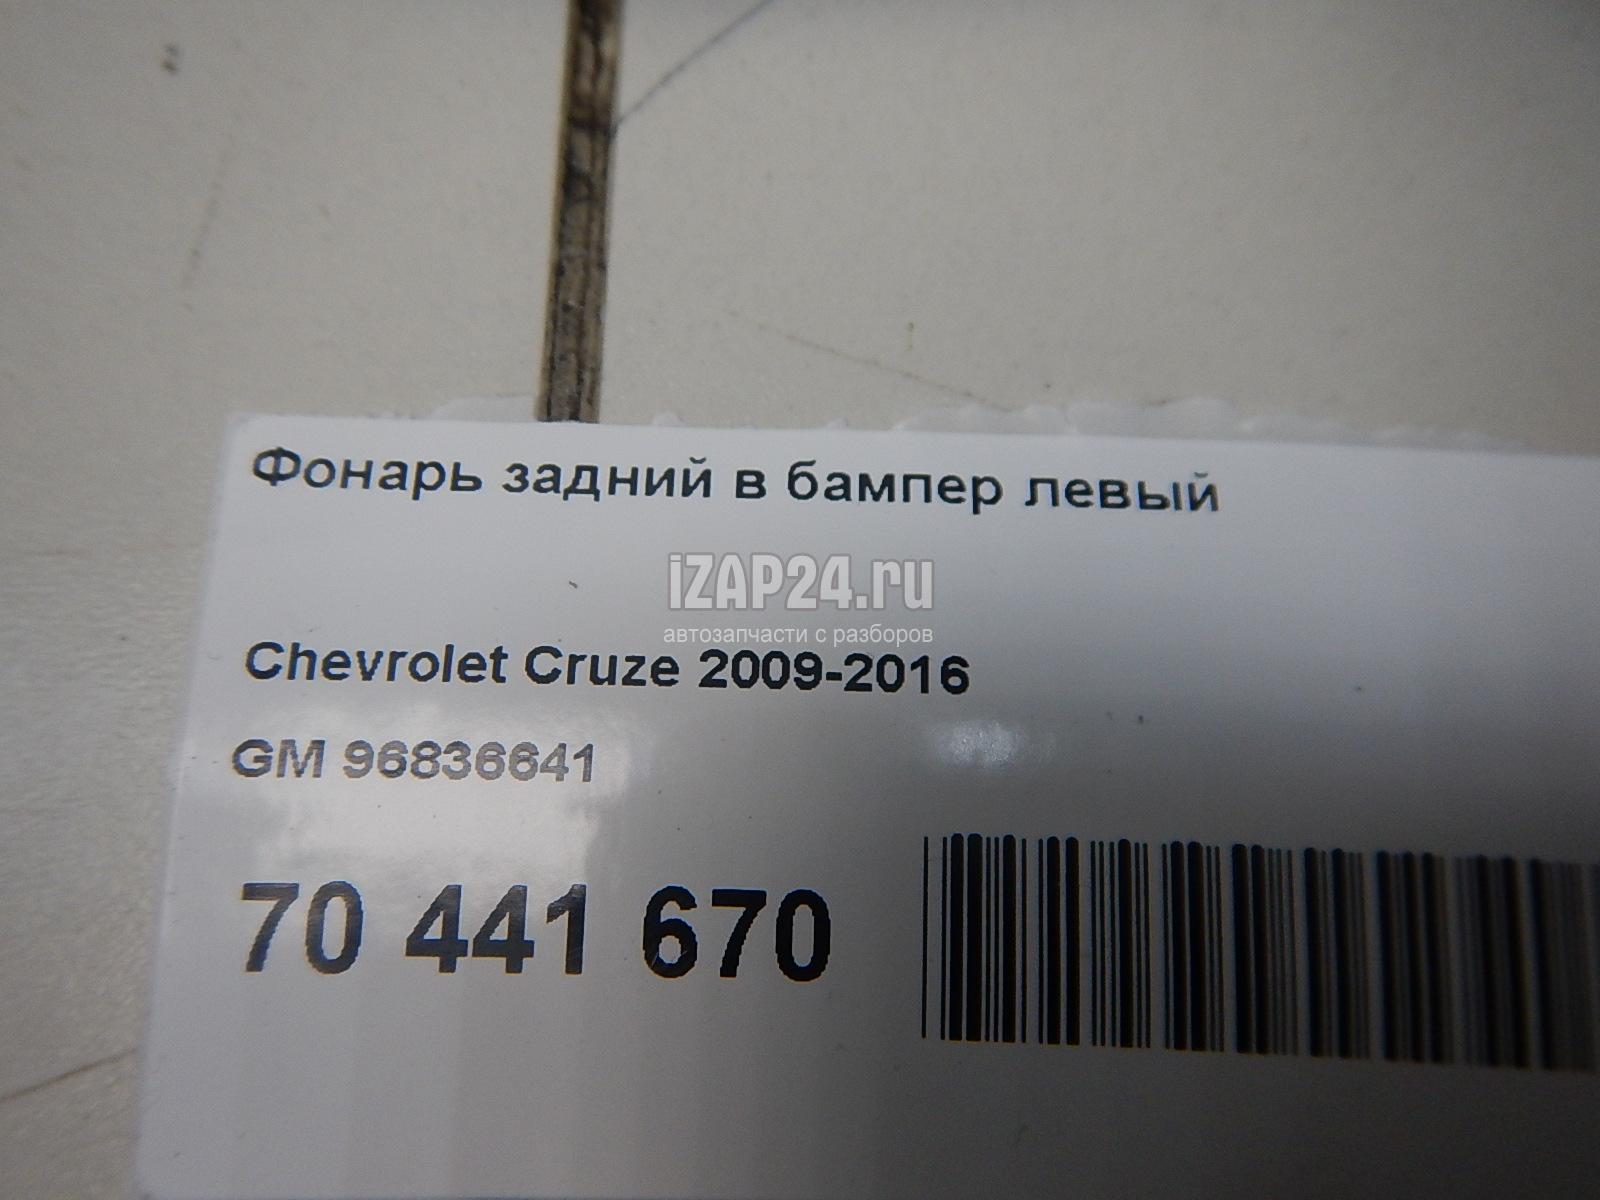 Фонарь задний в бампер левый
iZAP24.ru
автозапчасти с разборов
Chevrolet Cruze 2009-2016
GM 96836641
70 441 670